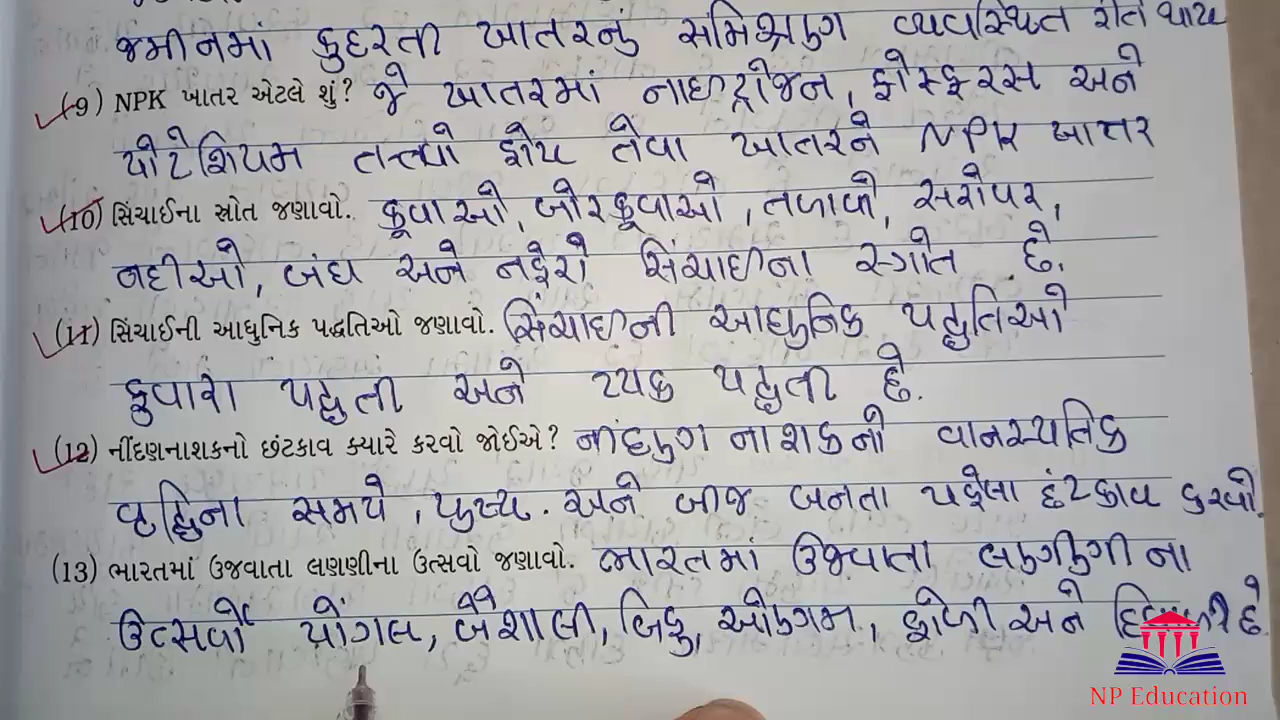 જમીનમાં કુદરતી ખાતરનું સમિશ્રણ વ્યવસ્થિત રીતે થાય
(9) NPK ખાતર એટલે શું? જે ખાતરમાં નાઈટ્રોજન, ફોસ્ફરસ અને
પોટેશિયમ તત્ત્વો હોય તેવા ખાતરને NPK ખાતર
(10) સિંચાઈના સ્રોત જણાવો. કૂવાઓ, બોરકૂવાઓ, તળાવો, સરોવર,
નદીઓ, બંધ અને નહેરો સિંચાઈના સ્ત્રોત છે.
(11) સિંચાઈની આધુનિક પદ્ધતિઓ જણાવો. સિંચાઈની આધુનિક પદ્ધતિઓ
ફુવારા પદ્ધતી અને ટપક પદ્ધતી છે.
(12) નીંદણનાશકનો છંટકાવ ક્યારે કરવો જોઈએ? નીંદણ નાશકનો વાનસ્પતિક
વૃદ્ધિના સમયે, પુષ્પ. અને બીજ બનતા પહેલા છંટકાવ કરવો.
(13) ભારતમાં ઉજવાતા લણણીના ઉત્સવો જણાવો. ભારતમાં ઉજવાતા લણણીના
ઉત્સવો પોંગલ, વૈશાલી, બિહુ, ઓણમ, હોળી અને દિવાળી છે.
NP Education